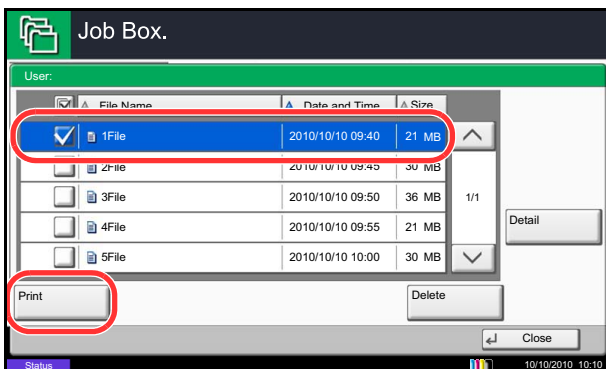 Job Box.
User:
File Name Date and Time Size
1File 2010/10/10 09:40 21 MB
2File 2010/10/10 09:45 30 MB
3File 2010/10/10 09:50 36 MB 1/1
4File 2010/10/10 09:55 21 MB Detail
5File 2010/10/10 10:00 30 MB
Print Delete
Close
Status 10/10/2010 10:10